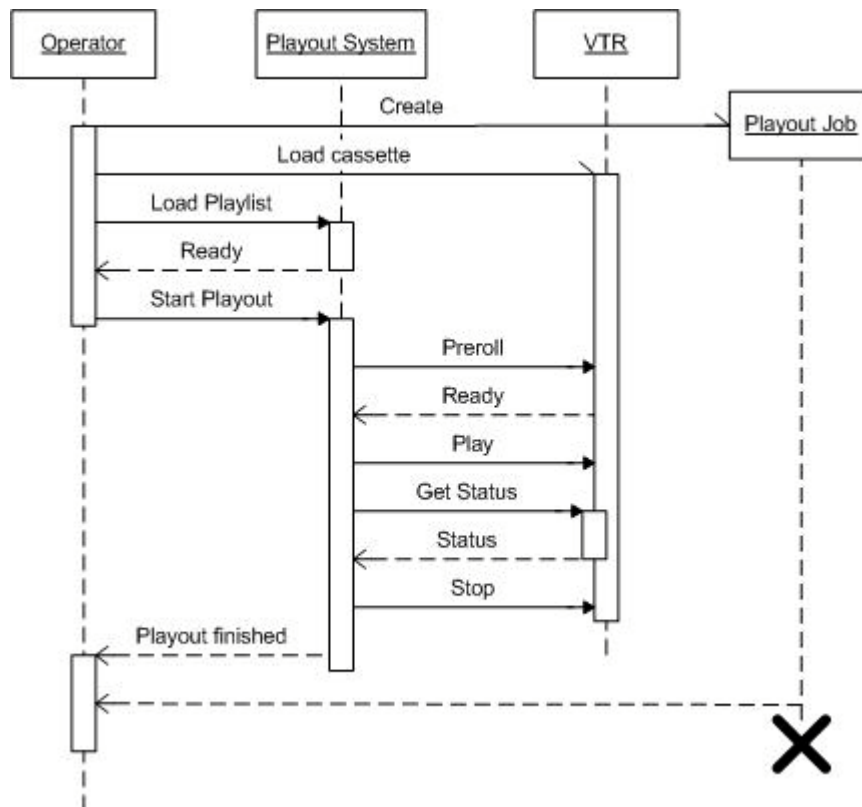 Operator
Playout System
VTR
Create
Playout Job
Load cassette
Load Playlist
Ready
Start Playout
Preroll
Ready
Play
Get Status
Status
Stop
Playout finished